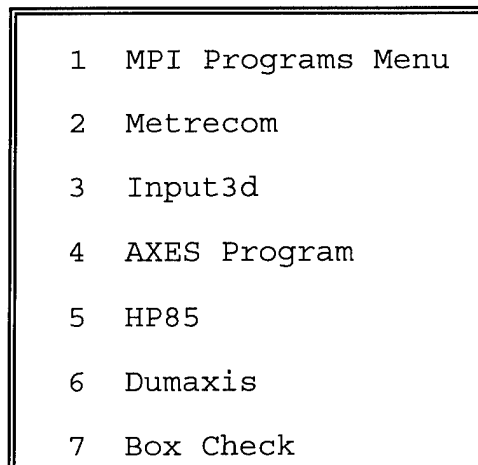 1 MPI Programs Menu
2 Metrecom
3 Input3d
4 AXES Program
5 HP85
6 Dumaxis
7 Box Check